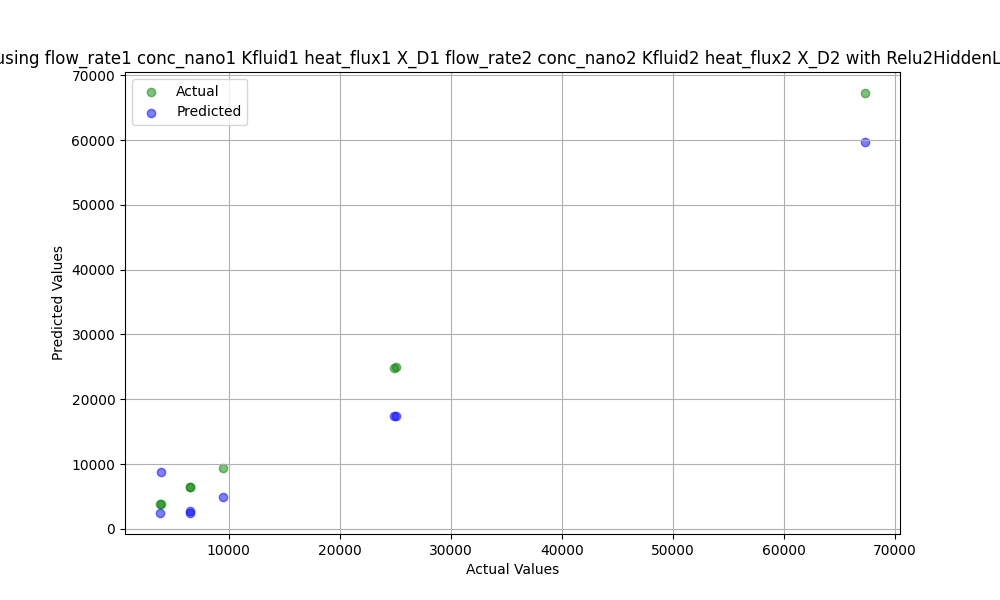 using flow_rate1 conc_nano1 Kfluid1 heat_flux1 X_D1 flow_rate2 conc_nano2 Kfluid2 heat_flux2 X_D2 with Relu2HiddenL
Actual
Predicted
70000
60000
50000
40000
30000
20000
10000
0
Predicted Values
10000 20000 30000 40000 50000 60000 70000
Actual Values